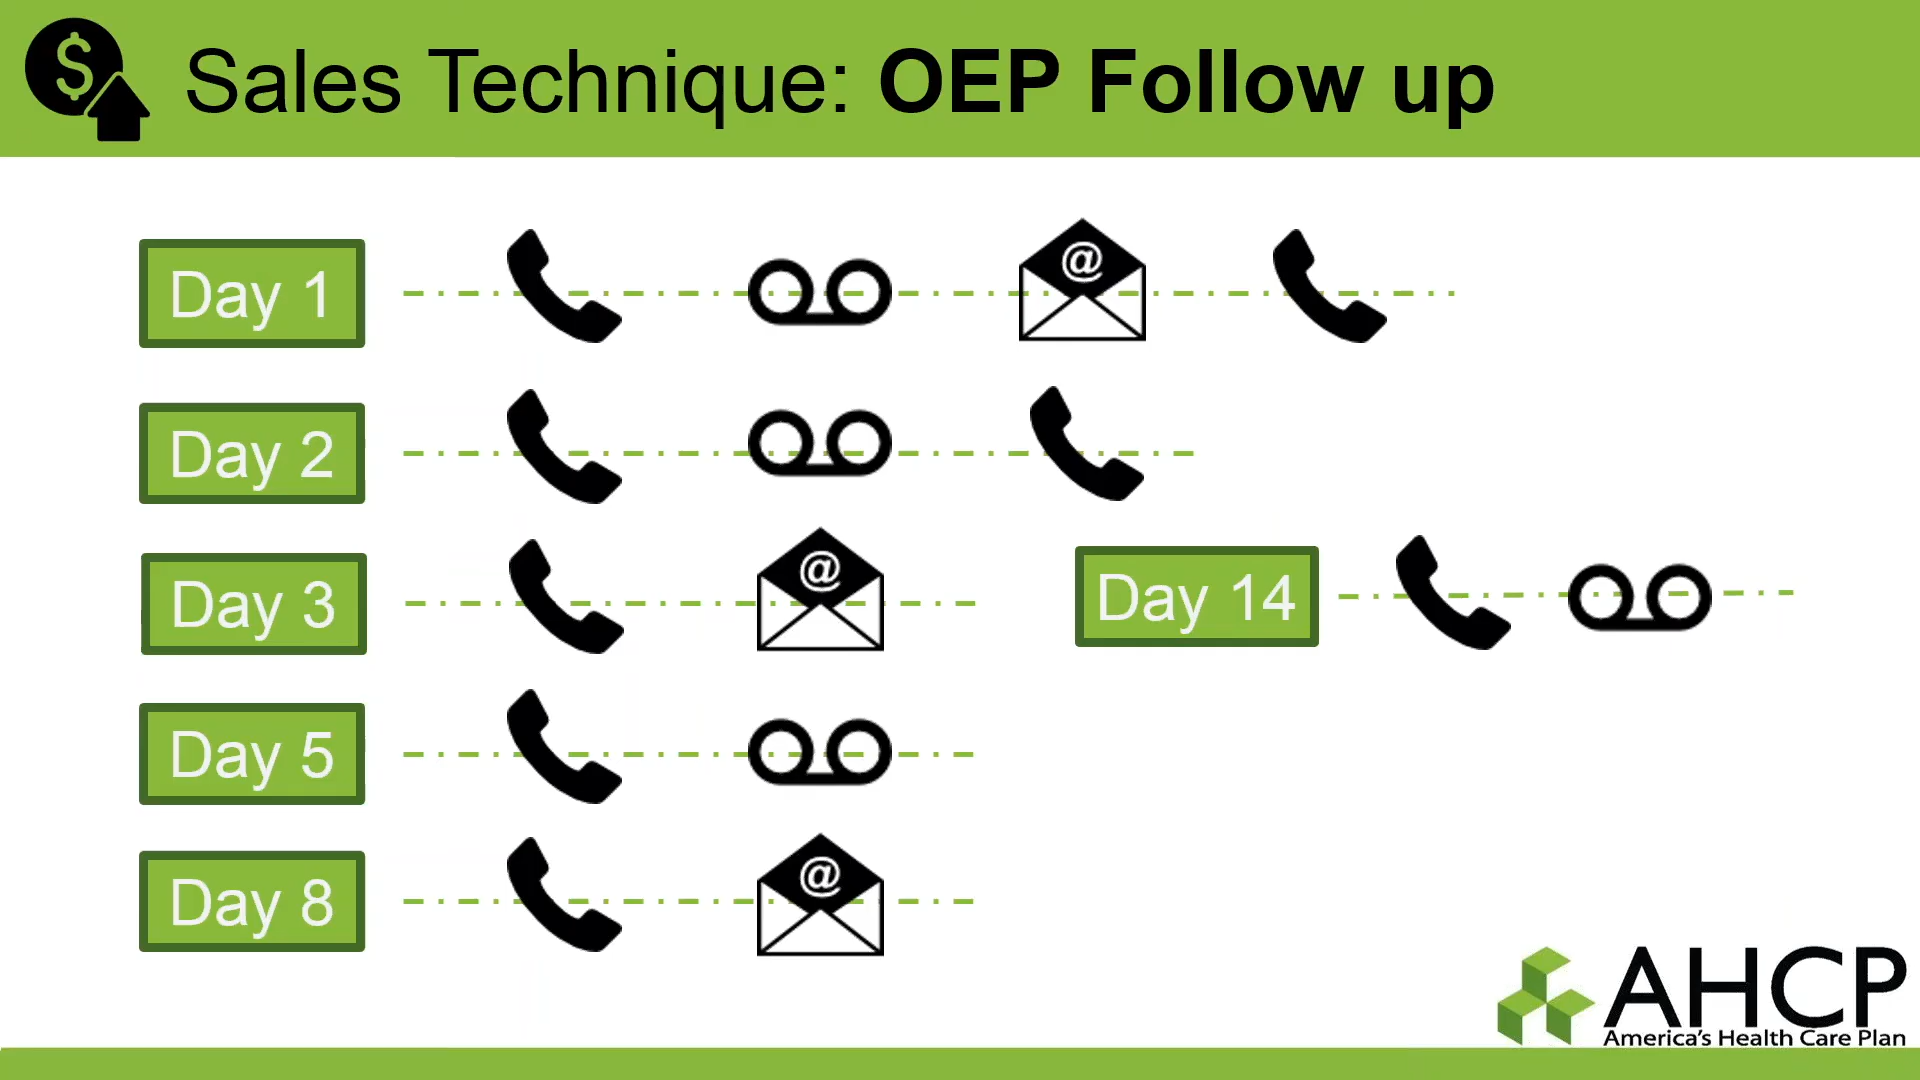 Sales Technique: OEP Follow up
Day 1
@
Day 2
Day 3
@
Day 14
Day 5
Day 8
@
AHCP
America's Health Care Plan
$